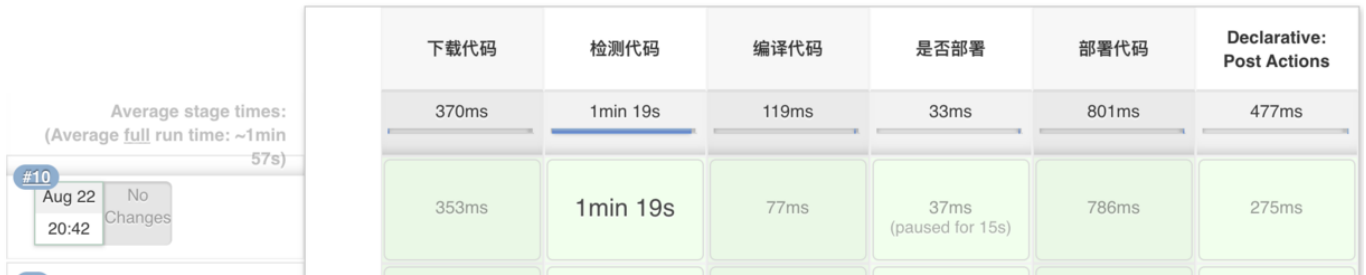 下载代码 检测代码 编译代码 是否部署 部署代码 Declarative:
Post Actions
Average stage times: 370ms 1min 19s 119ms 33ms 801ms 477ms
(Average full run time: ~1min
57s)
#10
Aug 22 No
Changes
20:42
353ms 1min 19s 77ms 37ms 786ms 275ms
(paused for 15s)